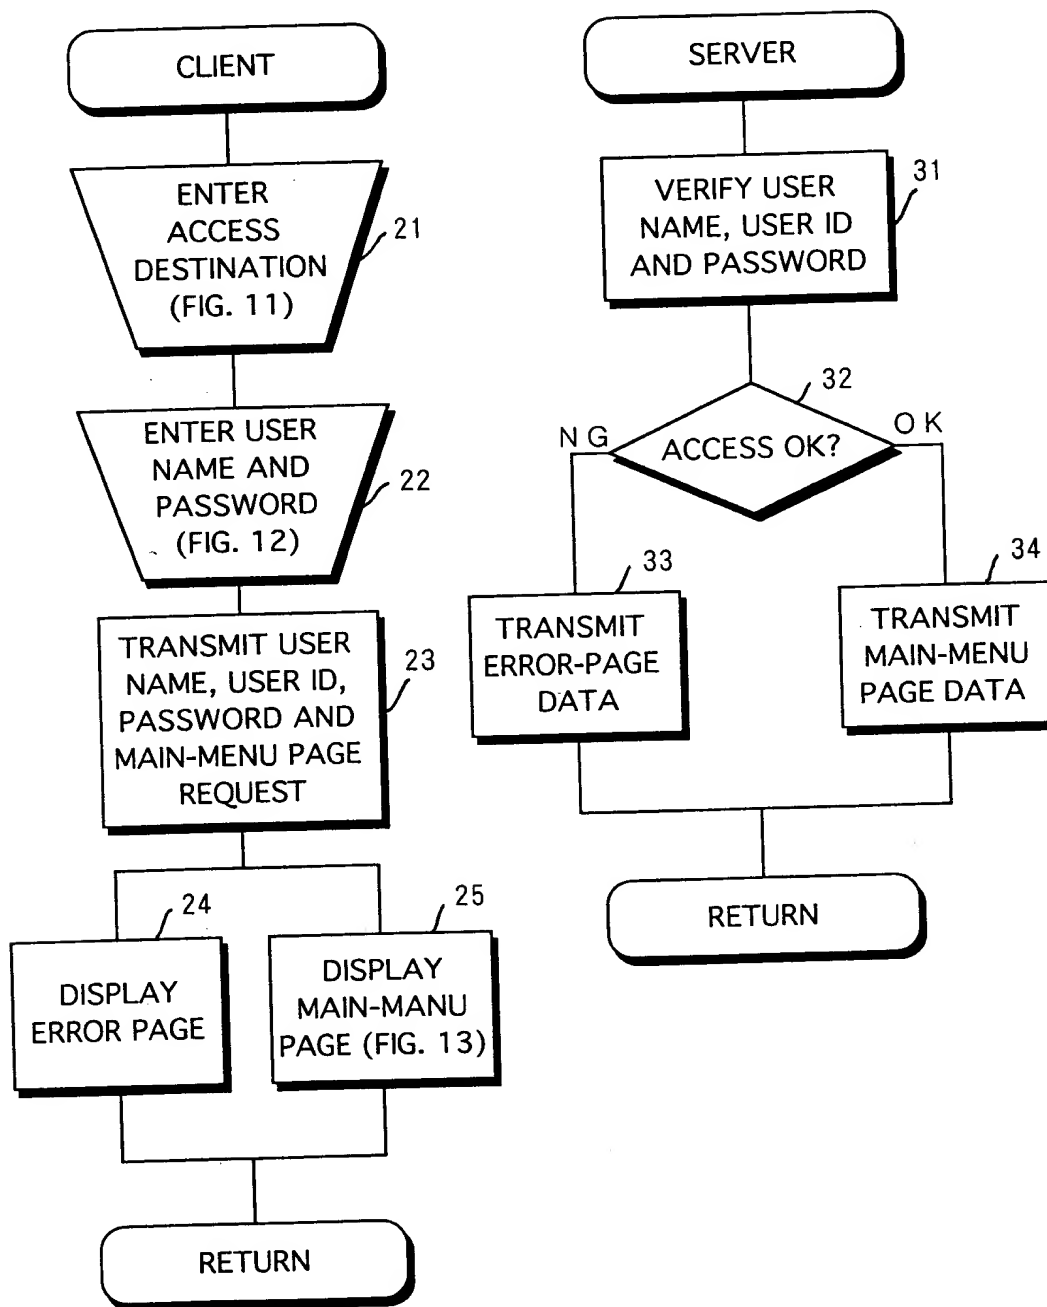 CLIENT
ENTER
ACCESS
DESTINATION
(FIG. 11)
21
ENTER USER
NAME AND
PASSWORD
(FIG. 12)
22
TRANSMIT USER
NAME, USER ID,
PASSWORD AND
MAIN-MENU PAGE
REQUEST
23
24
DISPLAY
ERROR PAGE
25
DISPLAY
MAIN-MANU
PAGE (FIG. 13)
RETURN
SERVER
31
VERIFY USER
NAME, USER ID
AND PASSWORD
32
ACCESS OK?
N G
O K
33
TRANSMIT
ERROR-PAGE
DATA
34
TRANSMIT
MAIN-MENU
PAGE DATA
RETURN